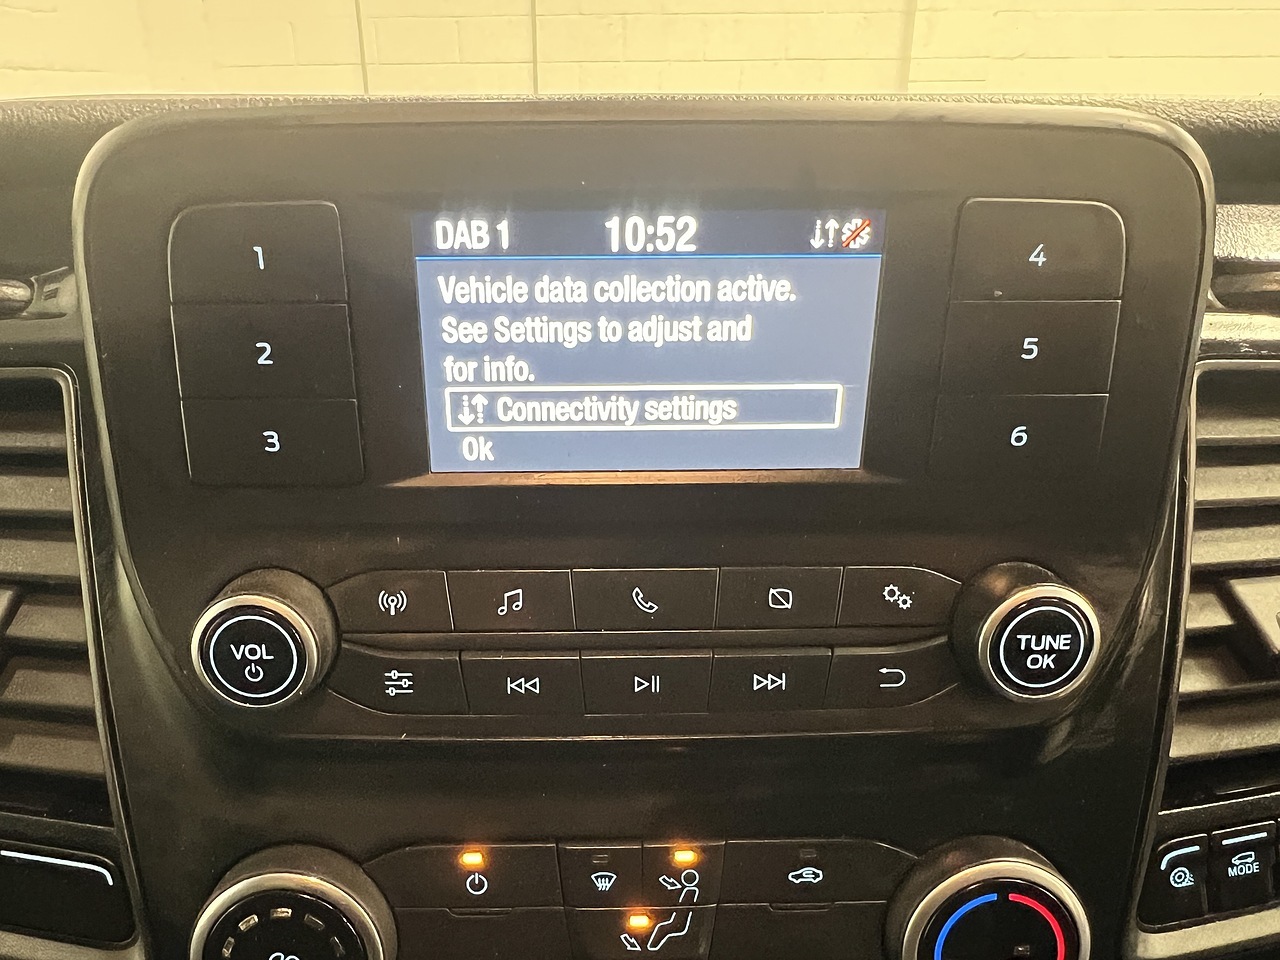 DAB 1 10:52
Vehicle data collection active.
See Settings to adjust and
for info.
Connectivity settings
Ok
1
2
3
4
5
6
VOL
TUNE
OK
MODE